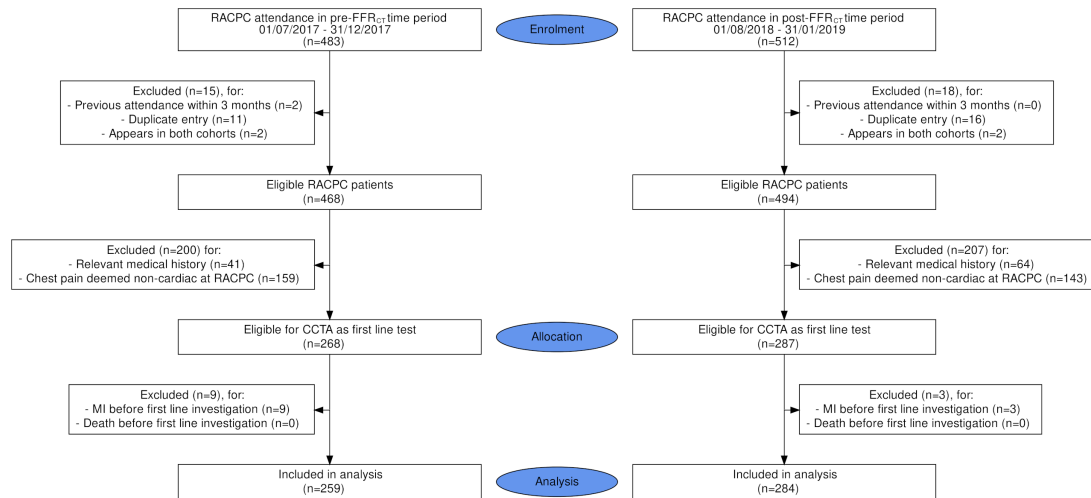 RACPC attendance in pre-FFRCT time period
01/07/2017 - 31/12/2017
(n=483)
Enrolment
RACPC attendance in post-FFRCT time period
01/08/2018 - 31/01/2019
(n=512)
Excluded (n=15), for:
- Previous attendance within 3 months (n=2)
- Duplicate entry (n=11)
- Appears in both cohorts (n=2)
Excluded (n=18), for:
- Previous attendance within 3 months (n=0)
- Duplicate entry (n=16)
- Appears in both cohorts (n=2)
Eligible RACPC patients
(n=468)
Eligible RACPC patients
(n=494)
Excluded (n=200) for:
- Relevant medical history (n=41)
- Chest pain deemed non-cardiac at RACPC (n=159)
Excluded (n=207) for:
- Relevant medical history (n=64)
- Chest pain deemed non-cardiac at RACPC (n=143)
Eligible for CCTA as first line test
(n=268)
Allocation
Eligible for CCTA as first line test
(n=287)
Excluded (n=9), for:
- MI before first line investigation (n=9)
- Death before first line investigation (n=0)
Excluded (n=3), for:
- MI before first line investigation (n=3)
- Death before first line investigation (n=0)
Included in analysis
(n=259)
Analysis
Included in analysis
(n=284)